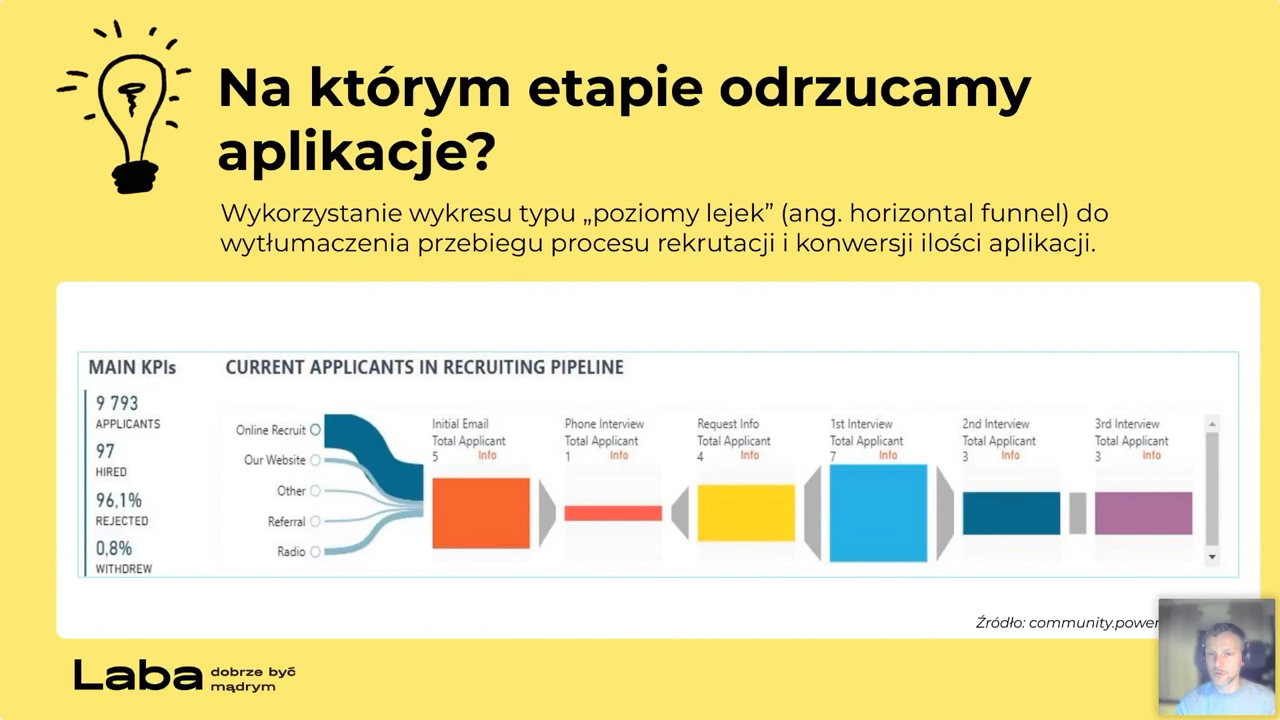 Na którym etapie odrzucamy
aplikacje?
Wykorzystanie wykresu typu „poziomy lejek” (ang. horizontal funnel) do
wytłumaczenia przebiegu procesu rekrutacji i konwersji ilości aplikacji.
MAIN KPIs
9 793
APPLICANTS
97
HIRED
96,1%
REJECTED
0,8%
WITHDREW
CURRENT APPLICANTS IN RECRUITING PIPELINE
Online Recruit
Our Website
Other
Referral
Radio
Initial Email
Total Applicant
5 Info
Phone Interview
Total Applicant
1 Info
Request Info
Total Applicant
4 Info
1st Interview
Total Applicant
7 Info
2nd Interview
Total Applicant
3 Info
3rd Interview
Total Applicant
3 Info
Źródło: community.power
Laba dobrze być
mądrym